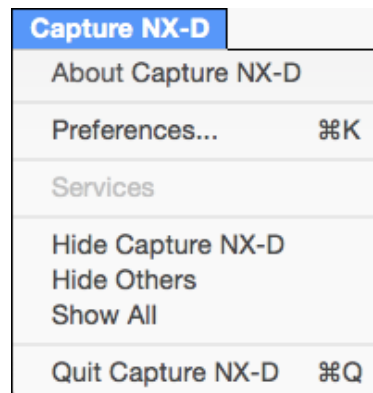 Capture NX-D
About Capture NX-D
Preferences... ⌘K
Services
Hide Capture NX-D
Hide Others
Show All
Quit Capture NX-D ⌘Q